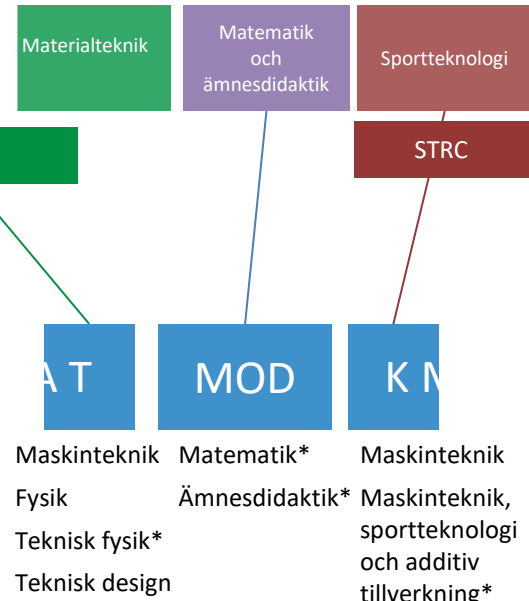 Materialteknik
Matematik
och
ämnesdidaktik
Sportteknologi
STRC
A T
MOD
K
Maskinteknik
Fysik
Teknisk fysik*
Teknisk design
Matematik*
Ämnesdidaktik*
Maskinteknik
Maskinteknik,
sportteknologi
och additiv
tillverkning*